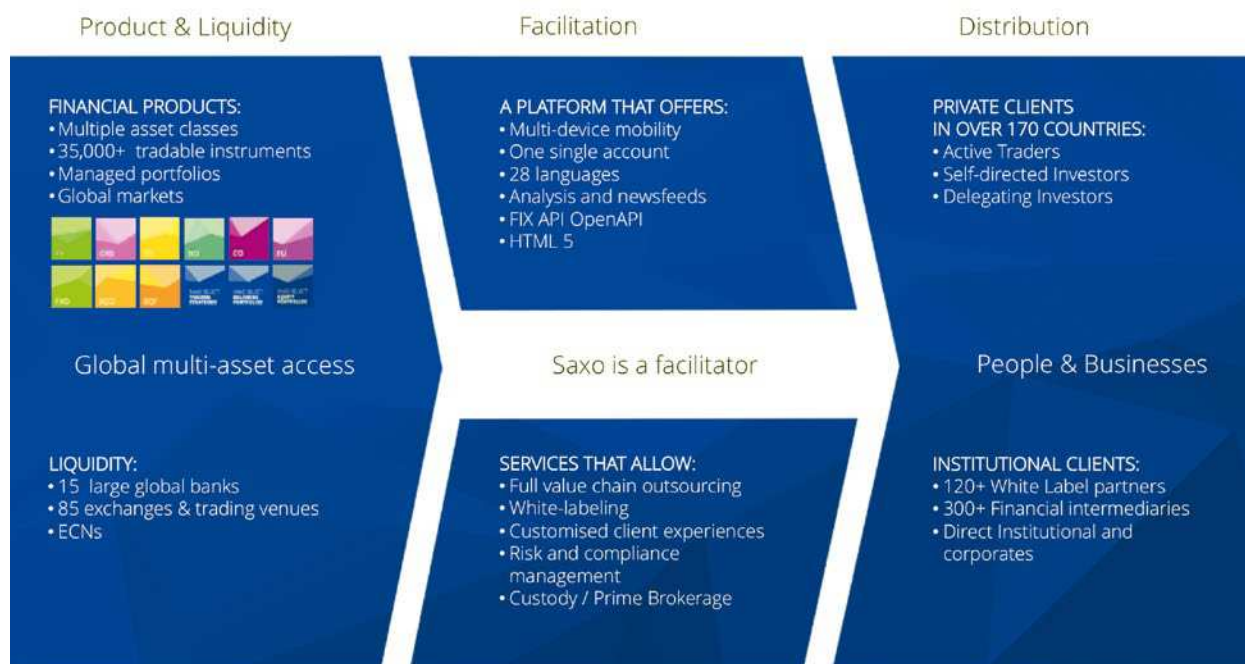 Product & Liquidity
FINANCIAL PRODUCTS:
• Multiple asset classes
• 35,000+ tradable instruments
• Managed portfolios
• Global markets
Global multi-asset access
LIQUIDITY:
• 15 large global banks
• 85 exchanges & trading venues
• ECNs
Facilitation
A PLATFORM THAT OFFERS:
• Multi-device mobility
• One single account
• 28 languages
• Analysis and newsfeeds
• FIX API OpenAPI
• HTML 5
Saxo is a facilitator
SERVICES THAT ALLOW:
• Full value chain outsourcing
• White-labeling
• Customised client experiences
• Risk and compliance
management
• Custody / Prime Brokerage
Distribution
PRIVATE CLIENTS
IN OVER 170 COUNTRIES:
• Active Traders
• Self-directed Investors
• Delegating Investors
People & Businesses
INSTITUTIONAL CLIENTS:
• 120+ White Label partners
• 300+ Financial intermediaries
• Direct Institutional and
corporates